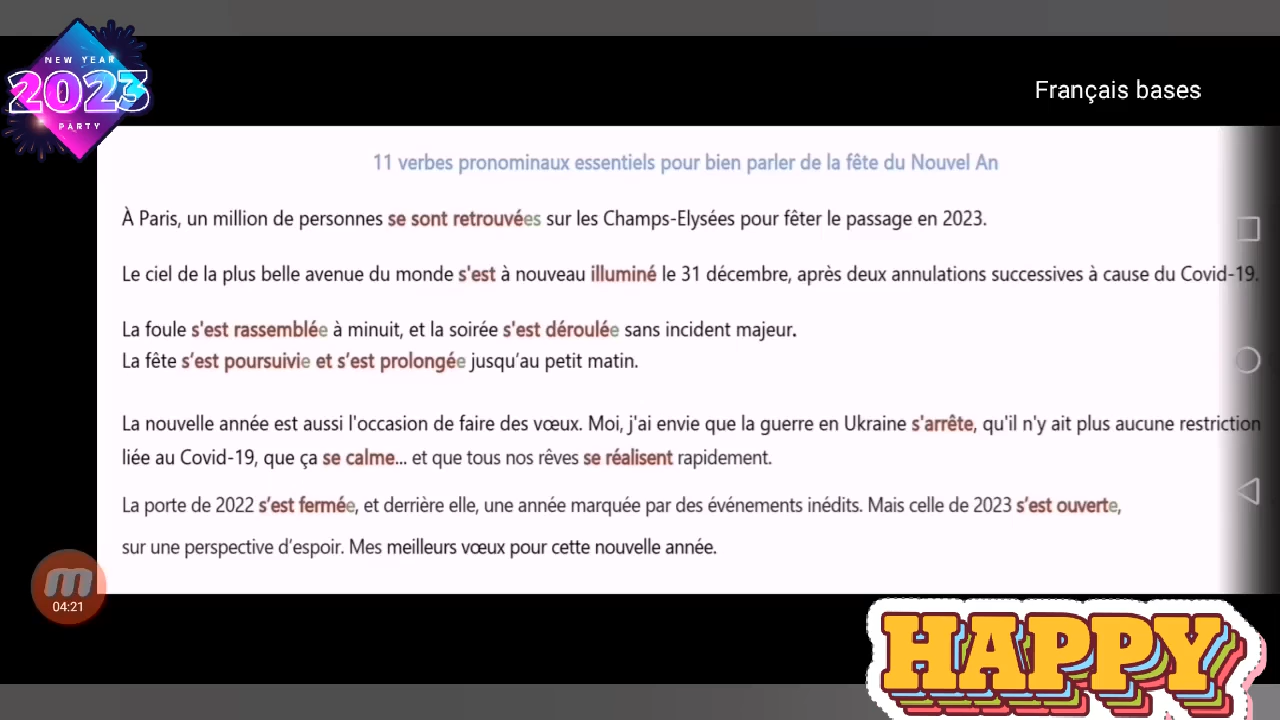 NEW YEAR
2023
PARTY
Français bases
11 verbes pronominaux essentiels pour bien parler de la fête du Nouvel An
À Paris, un million de personnes se sont retrouvées sur les Champs-Elysées pour fêter le passage en 2023.
Le ciel de la plus belle avenue du monde s'est à nouveau illuminé le 31 décembre, après deux annulations successives à cause du Covid-19.
La foule s'est rassemblée à minuit, et la soirée s'est déroulée sans incident majeur.
La fête s’est poursuivie et s’est prolongée jusqu’au petit matin.
La nouvelle année est aussi l'occasion de faire des vœux. Moi, j'ai envie que la guerre en Ukraine s'arrête, qu'il n'y ait plus aucune restriction
liée au Covid-19, que ça se calme... et que tous nos rêves se réalisent rapidement.
La porte de 2022 s’est fermée, et derrière elle, une année marquée par des événements inédits. Mais celle de 2023 s’est ouverte,
sur une perspective d’espoir. Mes meilleurs vœux pour cette nouvelle année.
04:21
HAPPY